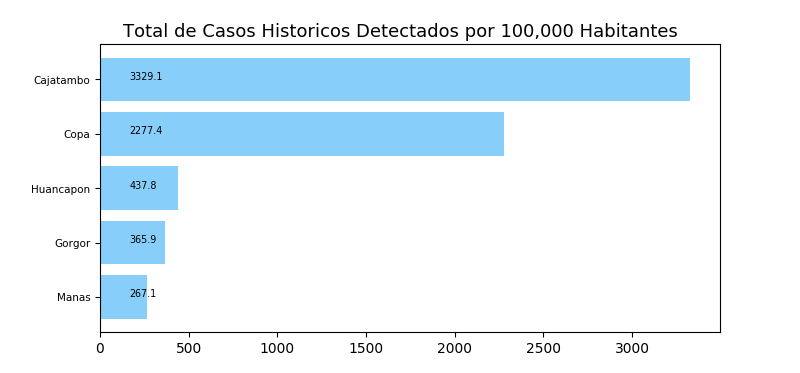 Total de Casos Historicos Detectados por 100,000 Habitantes
Cajatambo 3329.1
Copa 2277.4
Huancapon 437.8
Gorgor 365.9
Manas 267.1
0 500 1000 1500 2000 2500 3000